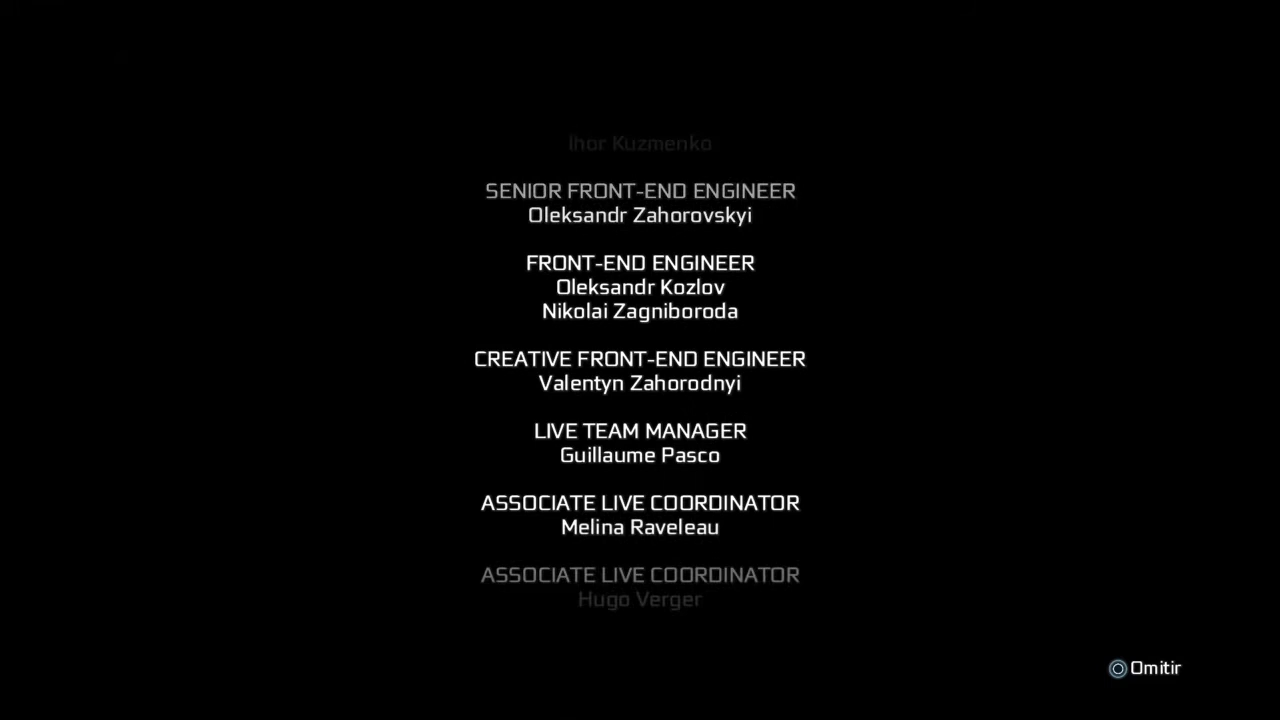 Ihor Kuzmenko
SENIOR FRONT-END ENGINEER
Oleksandr Zahorovskyi
FRONT-END ENGINEER
Oleksandr Kozlov
Nikolai Zagniboroda
CREATIVE FRONT-END ENGINEER
Valentyn Zahorodnyi
LIVE TEAM MANAGER
Guillaume Pasco
ASSOCIATE LIVE COORDINATOR
Melina Raveleau
ASSOCIATE LIVE COORDINATOR
Hugo Verger
Omitir